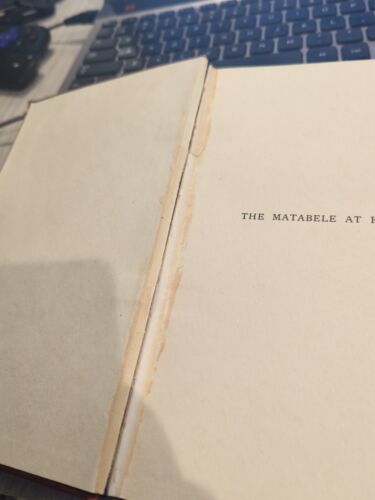 THE MATABELE AT